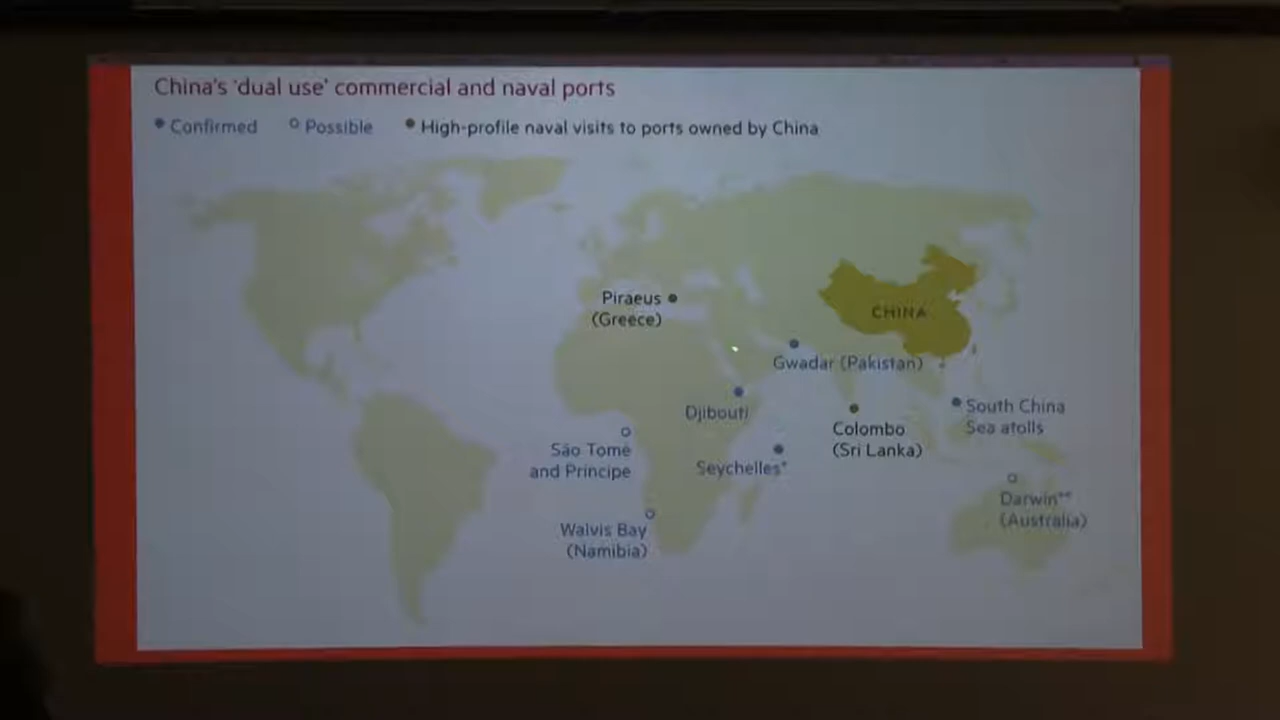 China's 'dual use' commercial and naval ports
Confirmed
Possible
High-profile naval visits to ports owned by China
CHINA
Piraeus
(Greece)
Gwadar (Pakistan)
Djibouti
South China
Sea atolls
Colombo
(Sri Lanka)
São Tomé
and Príncipe
Seychelles*
Darwin**
(Australia)
Walvis Bay
(Namibia)